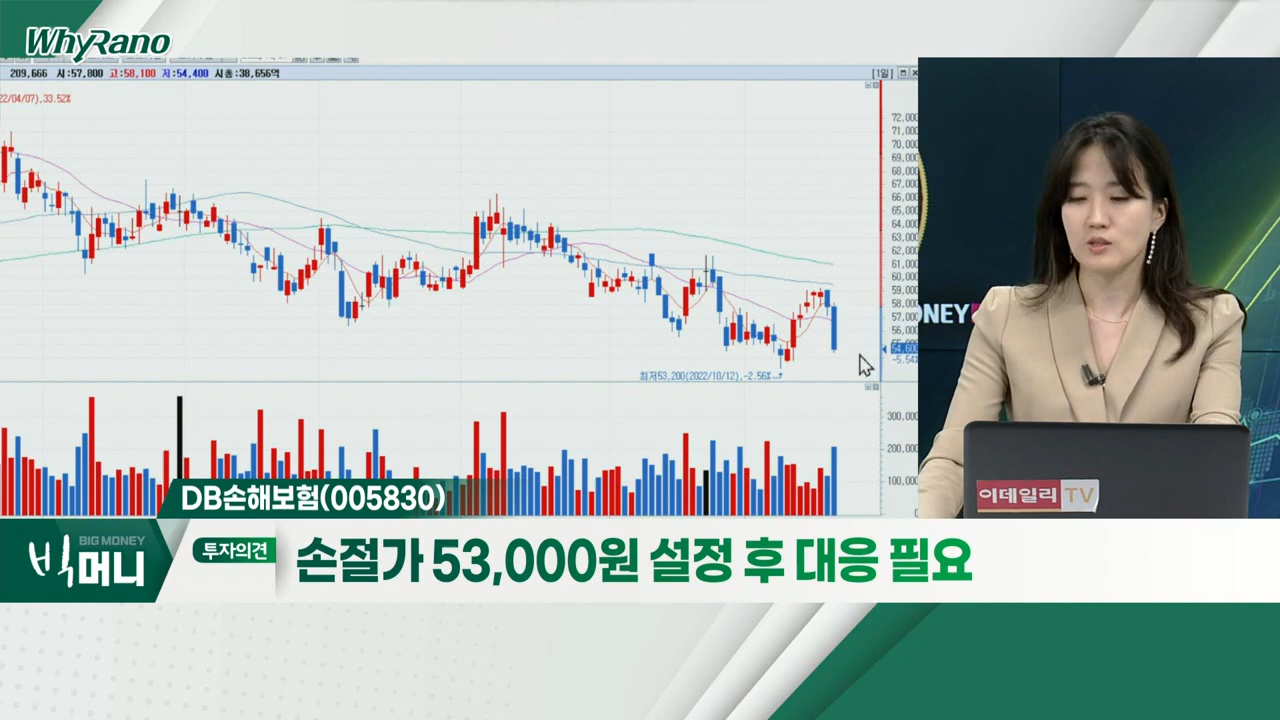 WhyRano
209,666 시:57,800 고:58,100 저:54,400 시총:38,656억
[1일]
22/04/07),33.52%
72,000
71,000
70,000
69,000
68,000
67,000
66,000
65,000
64,000
63,000
62,000
61,000
60,000
59,000
58,000
57,000
56,000
54,600
-5.54%
최저53,200(2022/10/12),-2.56%→
300,000
200,000
100,000
ONEY
이데일리TV
DB손해보험(005830)
BIG MONEY
빅머니
투자의견
손절가 53,000원 설정 후 대응 필요